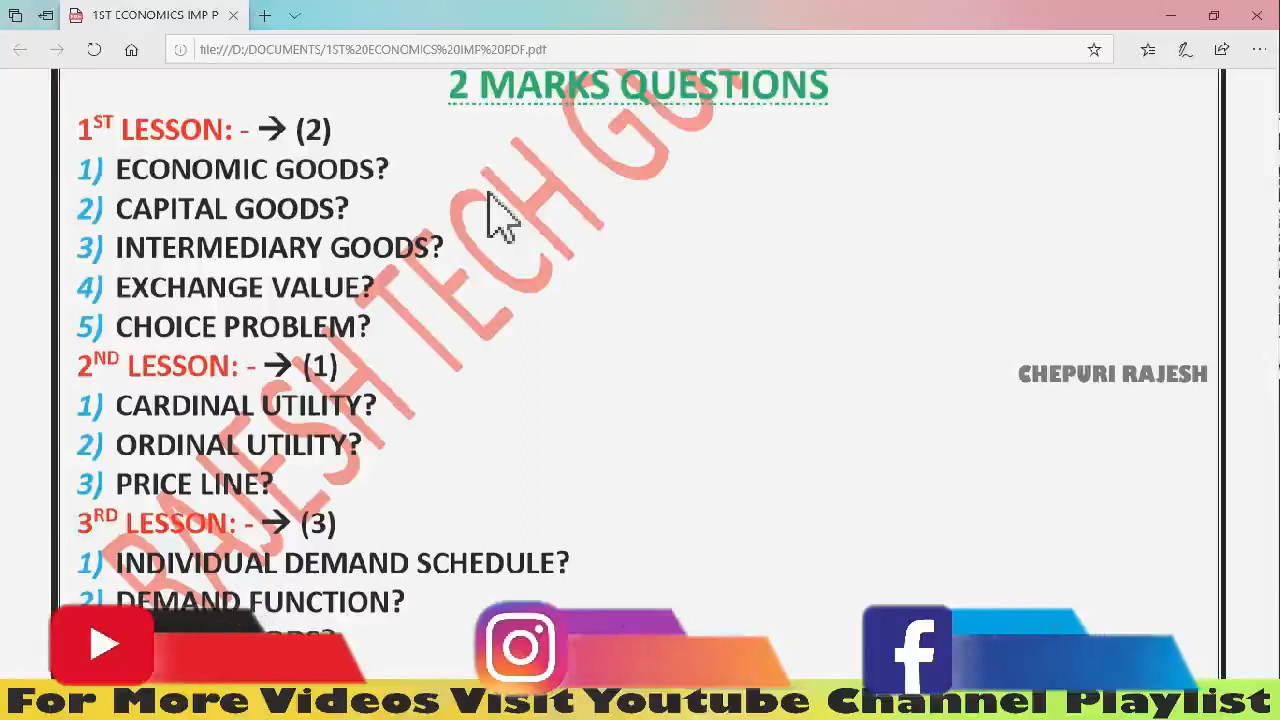 1ST ECONOMICS IMP P
file:///D:/DOCUMENTS/1ST%20ECONOMICS%20IMP%20PDF.pdf
2 MARKS QUESTIONS
1ST LESSON: - → (2)
1) ECONOMIC GOODS?
2) CAPITAL GOODS?
3) INTERMEDIARY GOODS?
4) EXCHANGE VALUE?
5) CHOICE PROBLEM?
2ND LESSON: - → (1)
CHEPURI RAJESH
1) CARDINAL UTILITY?
2) ORDINAL UTILITY?
3) PRICE LINE?
3RD LESSON: - → (3)
1) INDIVIDUAL DEMAND SCHEDULE?
2) DEMAND FUNCTION?
RAJESH TECH
For More Videos Visit Youtube Channel Playlist